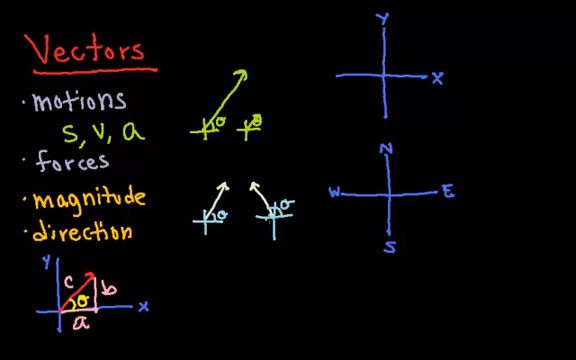 Vectors
· motions
s, v, a
· forces
· magnitude
· direction
Y
c
θ
b
a
X
θ
θ
θ
θ
Y
X
N
W
E
S